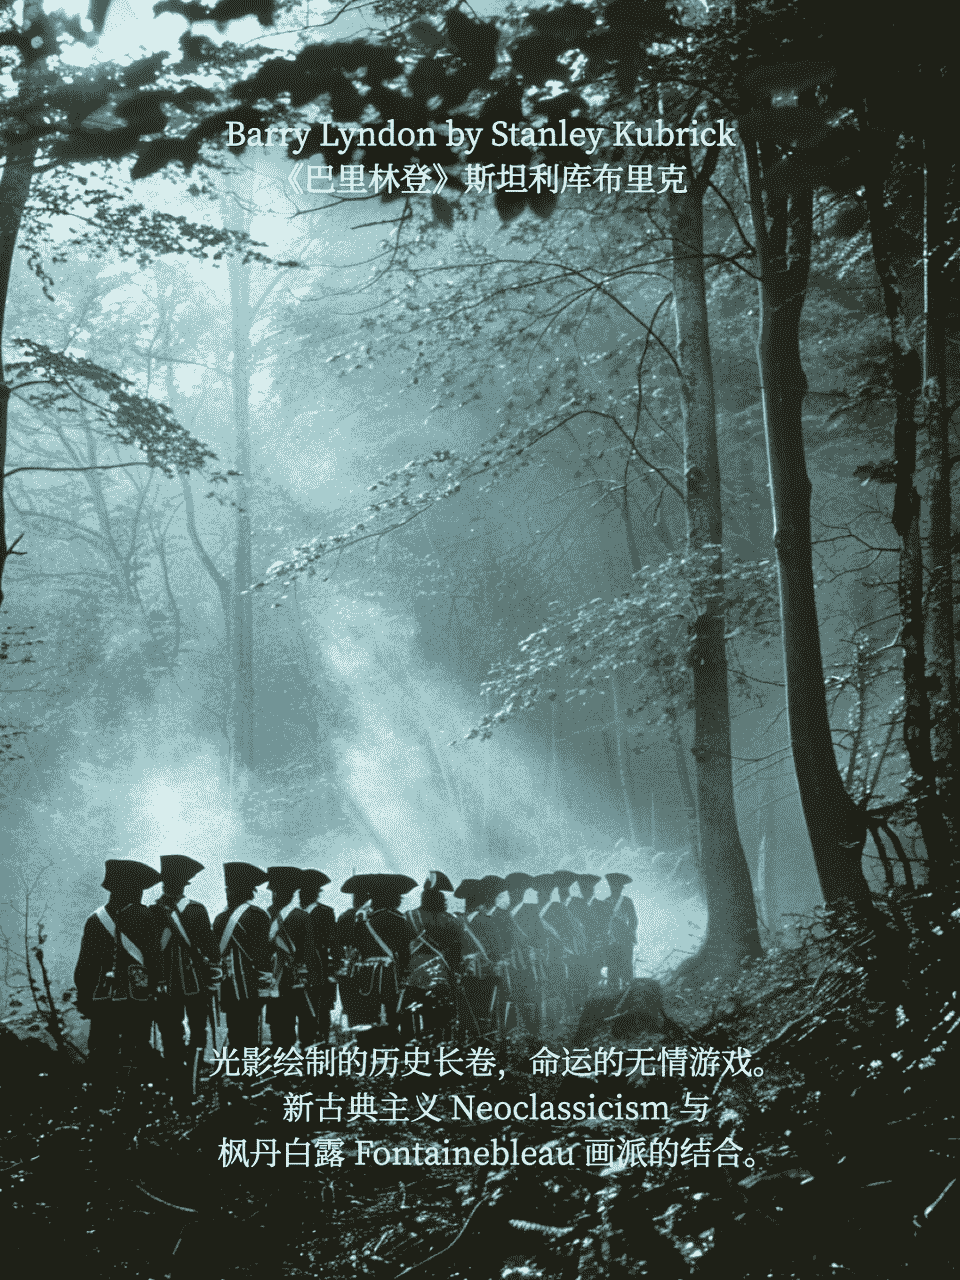 Barry Lyndon by Stanley Kubrick
《巴里林登》斯坦利库布里克
光影绘制的历史长卷，命运的无情游戏。
新古典主义 Neoclassicism 与
枫丹白露 Fontainebleau 画派的结合。